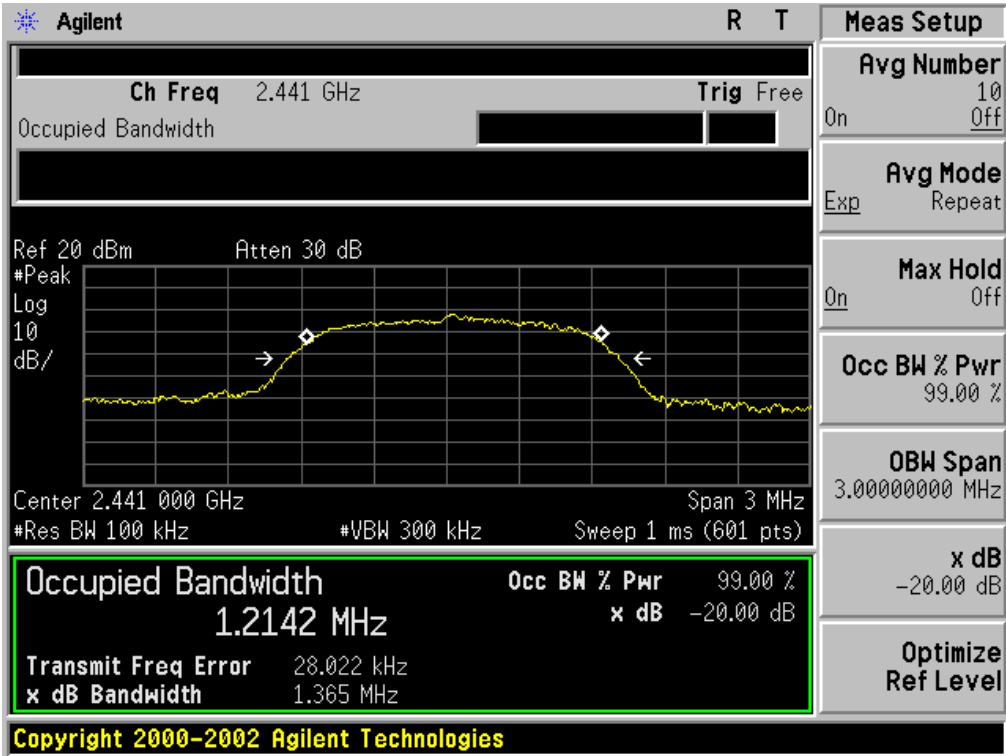 Agilent R T
Ch Freq 2.441 GHz Trig Free
Occupied Bandwidth
Ref 20 dBm Atten 30 dB
#Peak
Log
10
dB/
Center 2.441 000 GHz Span 3 MHz
#Res BW 100 kHz #VBW 300 kHz Sweep 1 ms (601 pts)
Occupied Bandwidth Occ BW % Pwr 99.00 %
1.2142 MHz x dB -20.00 dB
Transmit Freq Error 28.022 kHz
x dB Bandwidth 1.365 MHz
Copyright 2000-2002 Agilent Technologies
Meas Setup
Avg Number
10
On Off
Avg Mode
Exp Repeat
Max Hold
On Off
Occ BW % Pwr
99.00 %
OBW Span
3.00000000 MHz
x dB
-20.00 dB
Optimize
Ref Level